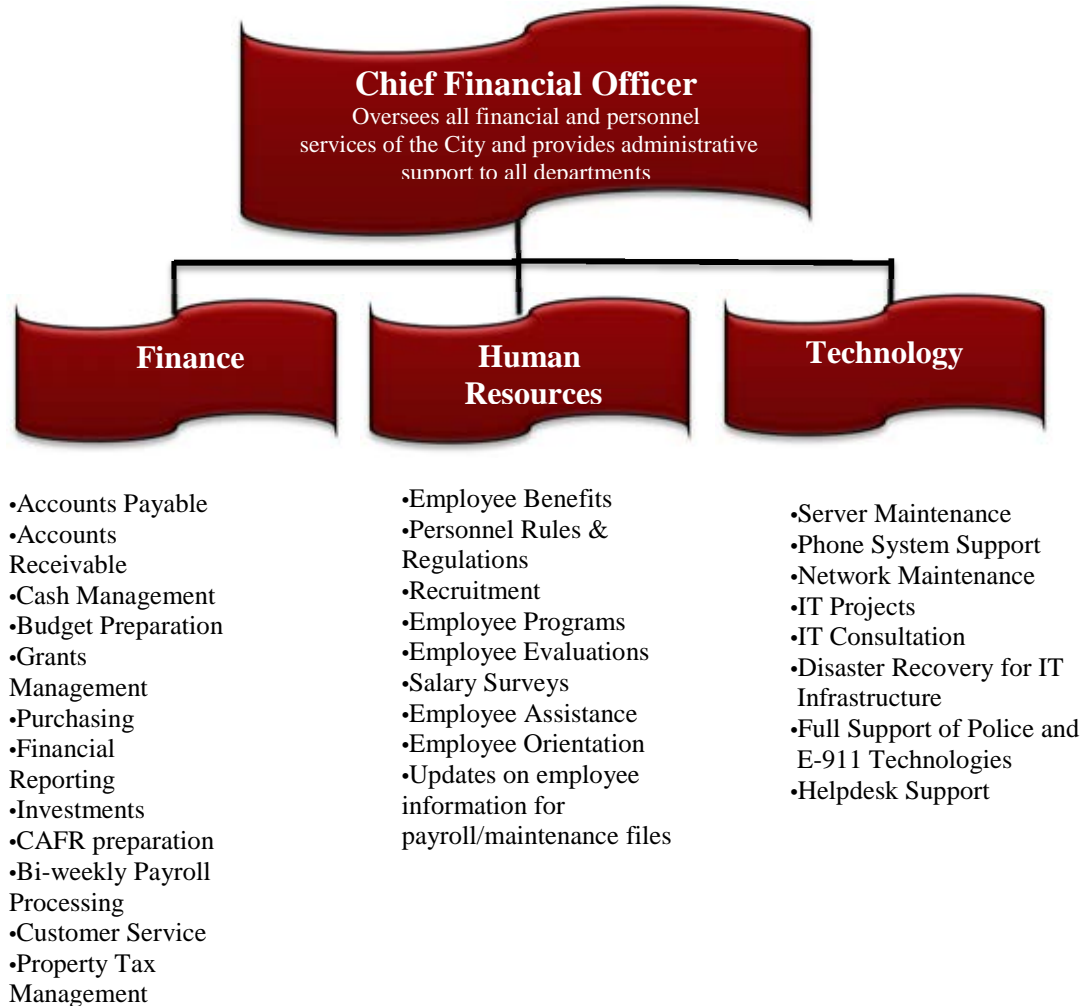 Chief Financial Officer
Oversees all financial and personnel
services of the City and provides administrative
support to all departments
Finance
Human
Resources
Technology
•Accounts Payable
•Accounts
Receivable
•Cash Management
•Budget Preparation
•Grants
Management
•Purchasing
•Financial
Reporting
•Investments
•CAFR preparation
•Bi-weekly Payroll
Processing
•Customer Service
•Property Tax
Management
•Employee Benefits
•Personnel Rules &
Regulations
•Recruitment
•Employee Programs
•Employee Evaluations
•Salary Surveys
•Employee Assistance
•Employee Orientation
•Updates on employee
information for
payroll/maintenance files
•Server Maintenance
•Phone System Support
•Network Maintenance
•IT Projects
•IT Consultation
•Disaster Recovery for IT
Infrastructure
•Full Support of Police and
E-911 Technologies
•Helpdesk Support